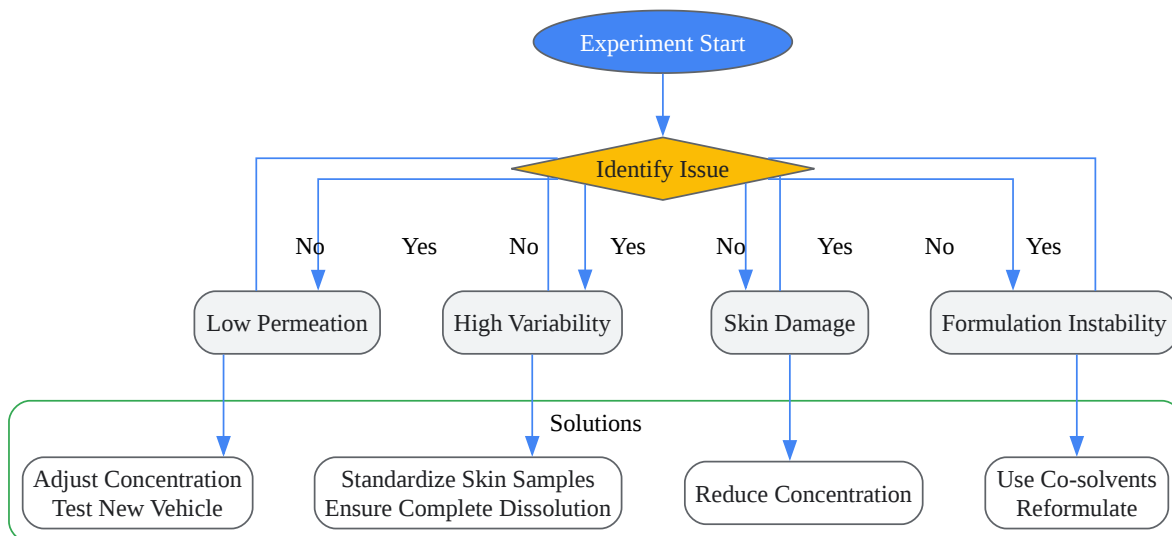 Experiment Start
Identify Issue
No
Yes
No
Yes
No
Yes
No
Yes
Low Permeation
High Variability
Skin Damage
Formulation Instability
Solutions
Adjust Concentration
Test New Vehicle
Standardize Skin Samples
Ensure Complete Dissolution
Reduce Concentration
Use Co-solvents
Reformulate